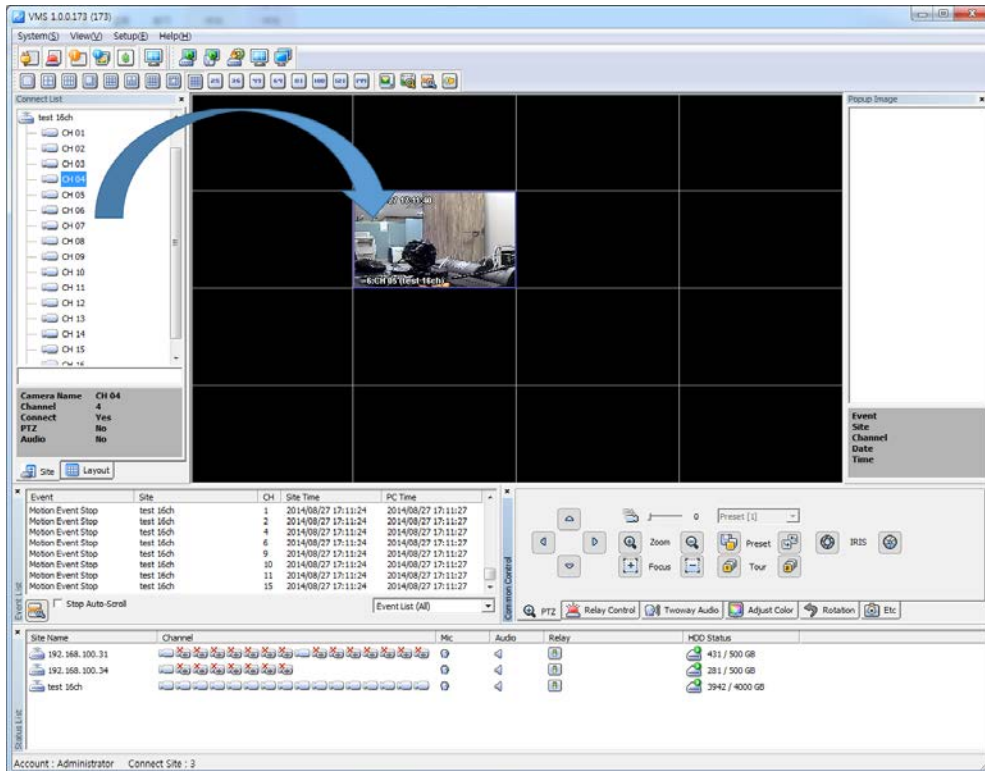 VMS 1.0.0.173 (173)
System(S) View(V) Setup(E) Help(H)
25 36 49 64 81 100 121 144
Connect List
test 16ch
CH 01
CH 02
CH 03
CH 04
CH 05
CH 06
CH 07
CH 08
CH 09
CH 10
CH 11
CH 12
CH 13
CH 14
CH 15
CH 16
Camera Name CH 04
Channel 4
Connect Yes
PTZ No
Audio No
Site Layout
17:11:40
6:CH 05 (test 16ch)
Popup Image
Event
Site
Channel
Date
Time
Event Site CH Site Time PC Time
Motion Event Stop test 16ch 1 2014/08/27 17:11:24 2014/08/27 17:11:27
Motion Event Stop test 16ch 2 2014/08/27 17:11:24 2014/08/27 17:11:27
Motion Event Stop test 16ch 4 2014/08/27 17:11:24 2014/08/27 17:11:27
Motion Event Stop test 16ch 6 2014/08/27 17:11:24 2014/08/27 17:11:27
Motion Event Stop test 16ch 9 2014/08/27 17:11:24 2014/08/27 17:11:27
Motion Event Stop test 16ch 10 2014/08/27 17:11:24 2014/08/27 17:11:27
Motion Event Stop test 16ch 11 2014/08/27 17:11:24 2014/08/27 17:11:27
Motion Event Stop test 16ch 15 2014/08/27 17:11:24 2014/08/27 17:11:27
Stop Auto-Scroll
Event List (All)
Event List
Common Control
0 Preset [1]
Zoom Preset IRIS
Focus Tour
PTZ Relay Control Twoway Audio Adjust Color Rotation Etc
Site Name Channel Mic Audio Relay HDD Status
192.168.100.31 431 / 500 GB
192.168.100.34 281 / 500 GB
test 16ch 3942 / 4000 GB
Status List
Account : Administrator Connect Site : 3